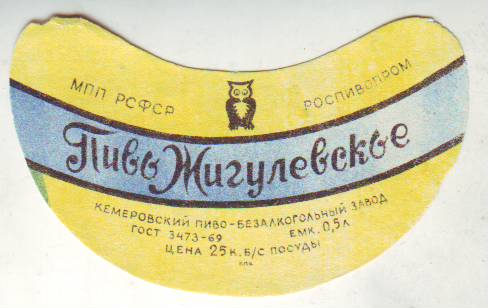 МПП РСФСР РОСПИВОПРОМ
Пиво Жигулевское
КЕМЕРОВСКИЙ ПИВО-БЕЗАЛКОГОЛЬНЫЙ ЗАВОД
ГОСТ 3473-69 ЕМК. 0,5 Л
ЦЕНА 25 К. Б/С ПОСУДЫ